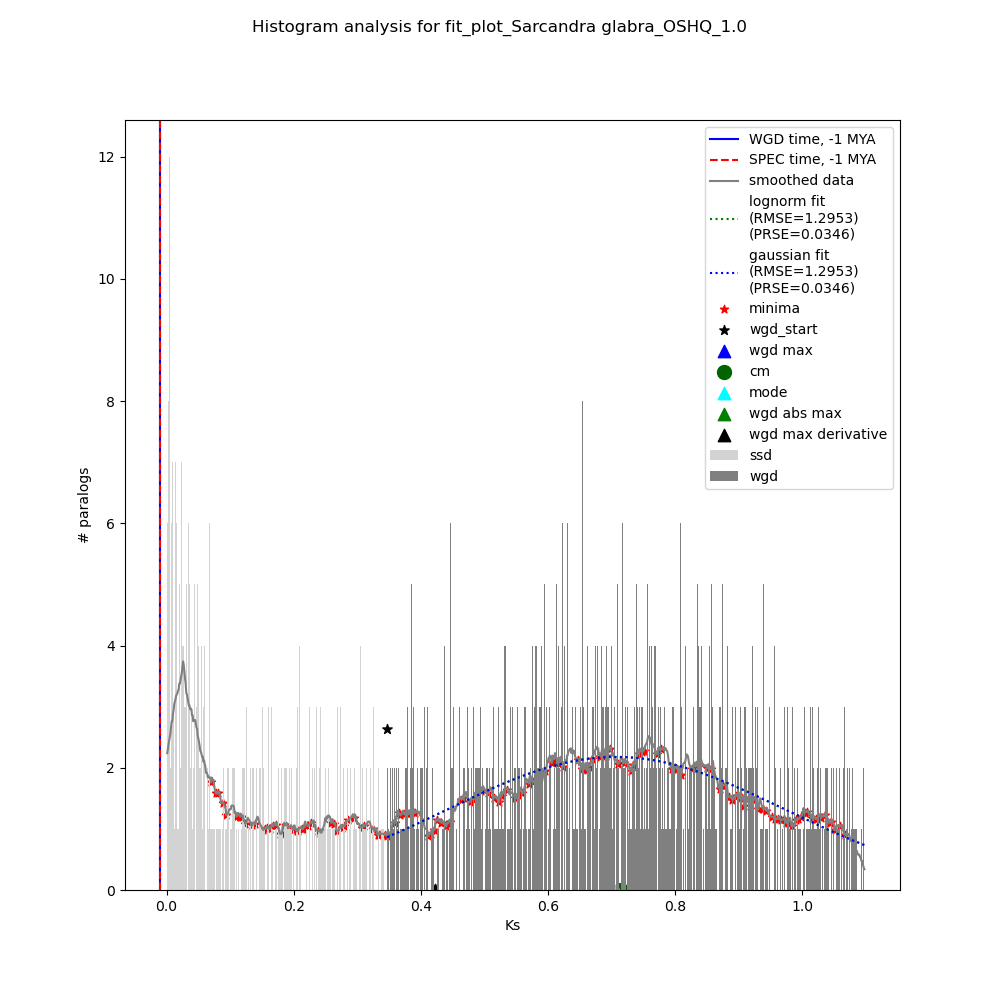 Histogram analysis for fit_plot_Sarcandra glabra_OSHQ_1.0
WGD time, -1 MYA
SPEC time, -1 MYA
smoothed data
lognorm fit
(RMSE=1.2953)
(PRSE=0.0346)
gaussian fit
(RMSE=1.2953)
(PRSE=0.0346)
minima
wgd_start
wgd max
cm
mode
wgd abs max
wgd max derivative
ssd
wgd
# paralogs
12
10
8
6
4
2
0
0.0 0.2 0.4 0.6 0.8 1.0
Ks